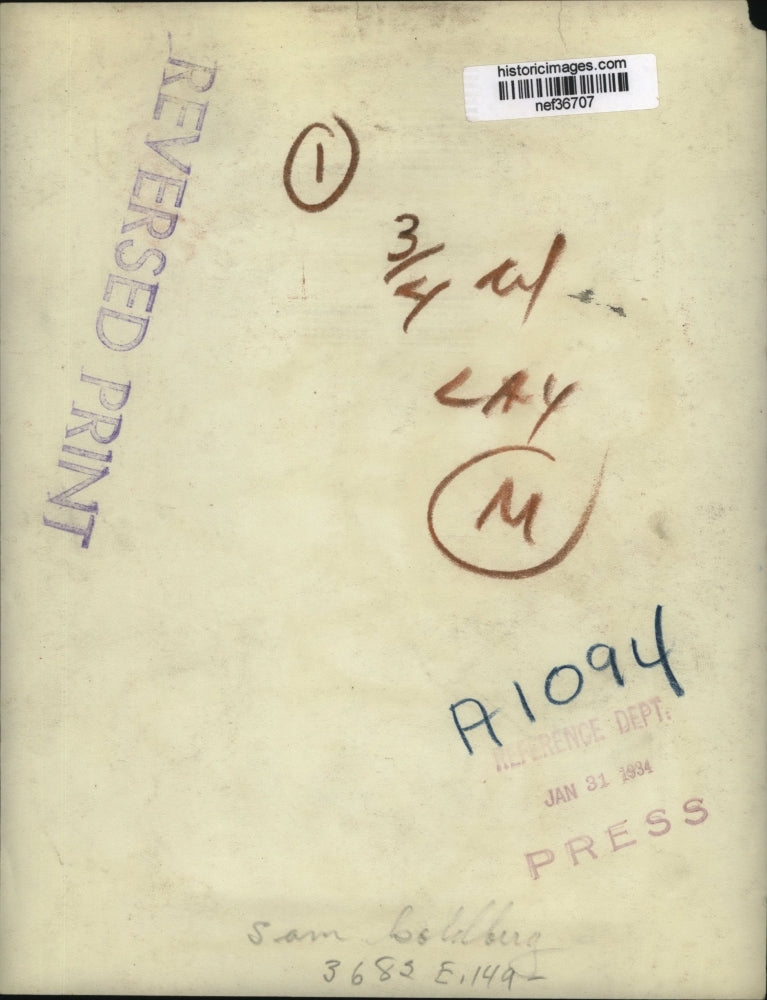 historicimages.com
nef36707
REVERSED PRINT
1
3/4
LAY
M
A1094
REFERENCE DEPT.
JAN 31 1934
PRESS
Sam Goldberg
3682 E. 149-